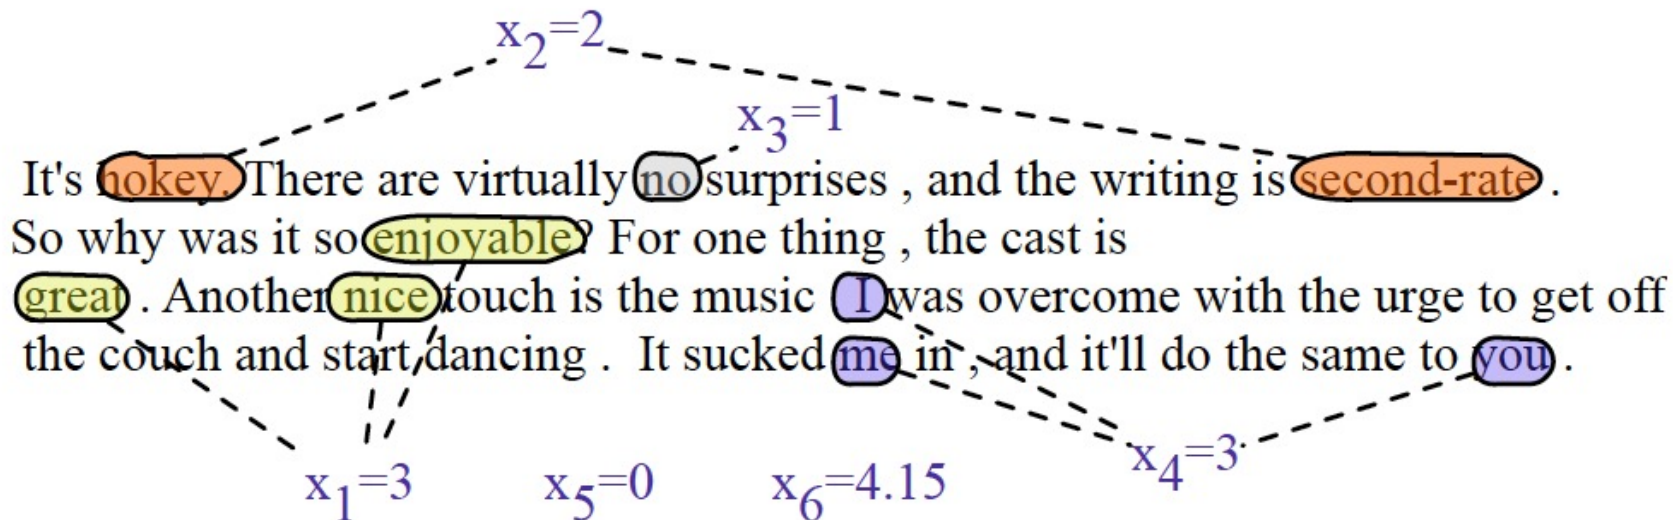 x2=2
x3=1
It's hokey. There are virtually no surprises , and the writing is second-rate .
So why was it so enjoyable? For one thing , the cast is
great . Another nice touch is the music I was overcome with the urge to get off
the couch and start dancing . It sucked me in , and it'll do the same to you .
x4=3
x1=3 x5=0 x6=4.15